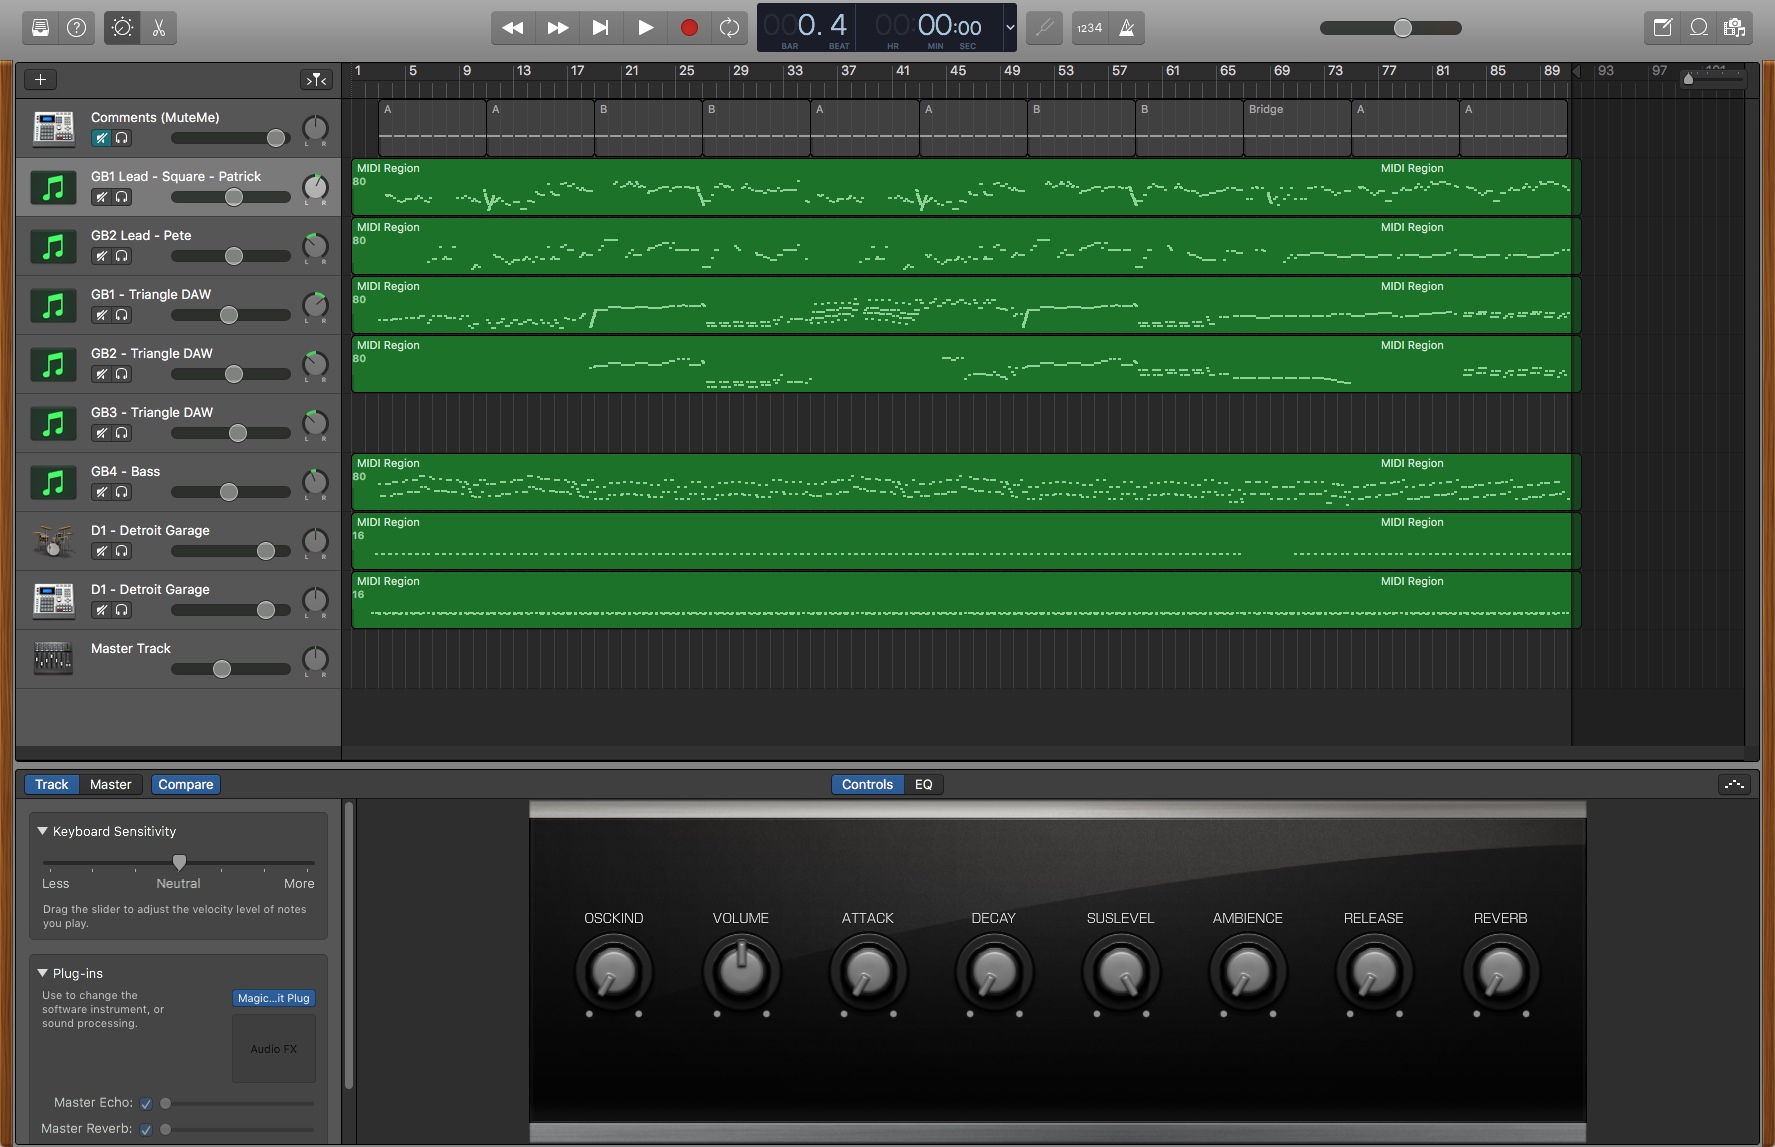 000. 4
BAR BEAT
00:00:00
HR MIN SEC
1234
1 5 9 13 17 21 25 29 33 37 41 45 49 53 57 61 65 69 73 77 81 85 89 93 97 101
Comments (MuteMe)
L R
A A B B A A B B Bridge A A
GB1 Lead - Square - Patrick
L R
MIDI Region MIDI Region
80
GB2 Lead - Pete
L R
MIDI Region MIDI Region
80
GB1 - Triangle DAW
L R
MIDI Region MIDI Region
80
GB2 - Triangle DAW
L R
MIDI Region MIDI Region
80
GB3 - Triangle DAW
L R
GB4 - Bass
L R
MIDI Region MIDI Region
80
D1 - Detroit Garage
L R
MIDI Region MIDI Region
16
D1 - Detroit Garage
L R
MIDI Region MIDI Region
16
Master Track
L R
Track Master Compare
Controls EQ
Keyboard Sensitivity
Less Neutral More
Drag the slider to adjust the velocity level of notes
you play.
Plug-ins
Use to change the
software instrument, or
sound processing.
Magic...it Plug
Audio FX
Master Echo:
Master Reverb:
OSCKIND VOLUME ATTACK DECAY SUSLEVEL AMBIENCE RELEASE REVERB